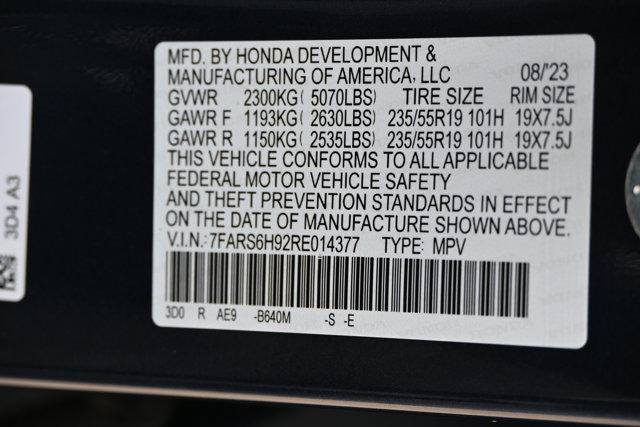 MFD. BY HONDA DEVELOPMENT &
MANUFACTURING OF AMERICA, LLC 08/'23
GVWR 2300KG( 5070LBS) TIRE SIZE RIM SIZE
GAWR F 1193KG( 2630LBS) 235/55R19 101H 19X7.5J
GAWR R 1150KG( 2535LBS) 235/55R19 101H 19X7.5J
THIS VEHICLE CONFORMS TO ALL APPLICABLE
FEDERAL MOTOR VEHICLE SAFETY
AND THEFT PREVENTION STANDARDS IN EFFECT
ON THE DATE OF MANUFACTURE SHOWN ABOVE.
V.I.N.: 7FARS6H92RE014377 TYPE: MPV
3D0 R AE9 -B640M -S -E
3D4 A3